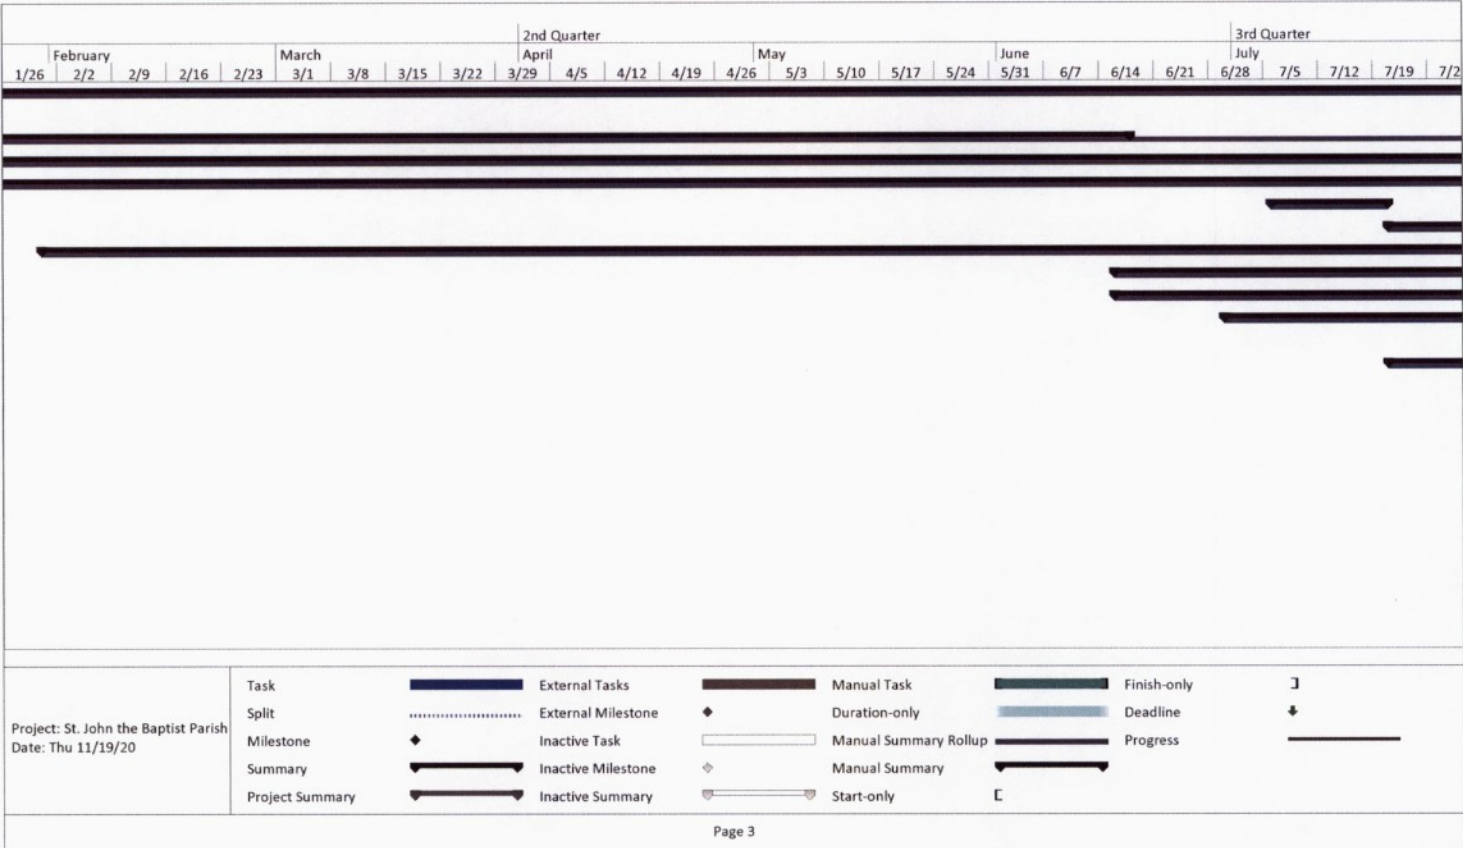 2nd Quarter 3rd Quarter
February March April May June July
1/26 2/2 2/9 2/16 2/23 3/1 3/8 3/15 3/22 3/29 4/5 4/12 4/19 4/26 5/3 5/10 5/17 5/24 5/31 6/7 6/14 6/21 6/28 7/5 7/12 7/19 7/2
Project: St. John the Baptist Parish
Date: Thu 11/19/20
Task External Tasks Manual Task Finish-only
Split External Milestone Duration-only Deadline
Milestone Inactive Task Manual Summary Rollup Progress
Summary Inactive Milestone Manual Summary
Project Summary Inactive Summary Start-only
Page 3